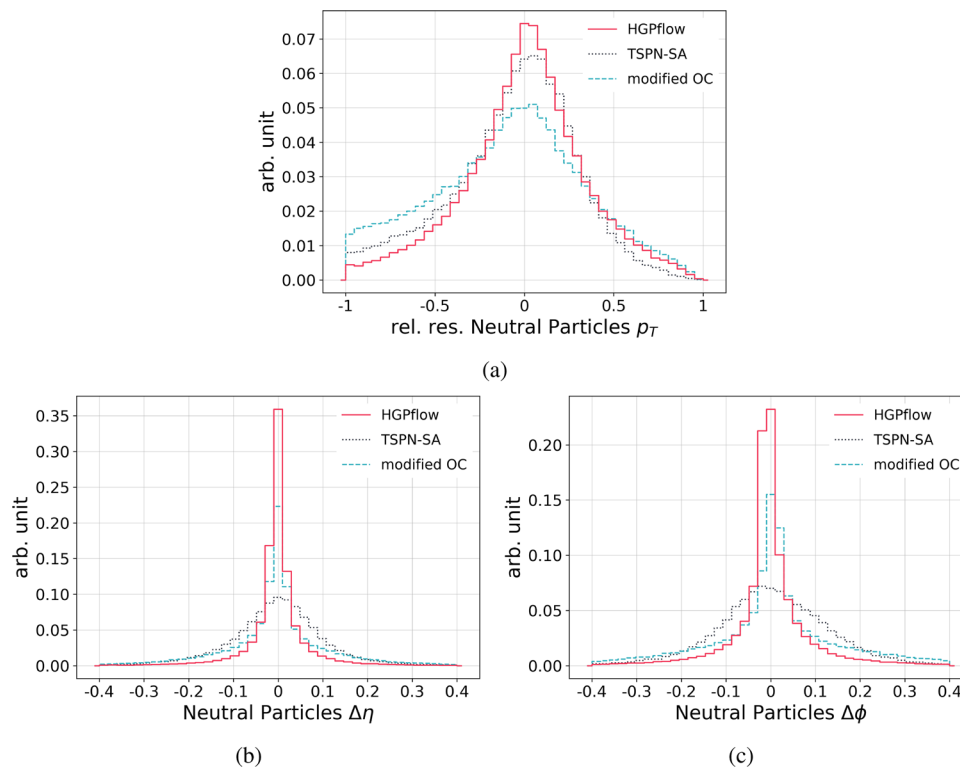 0.07
0.06
0.05
0.04
0.03
0.02
0.01
0.00
arb. unit
HGPflow
TSPN-SA
modified OC
-1 -0.5 0 0.5 1
rel. res. Neutral Particles p_T
(a)
0.35
0.30
0.25
0.20
0.15
0.10
0.05
0.00
arb. unit
HGPflow
TSPN-SA
modified OC
-0.4 -0.3 -0.2 -0.1 0 0.1 0.2 0.3 0.4
Neutral Particles Δη
(b)
0.20
0.15
0.10
0.05
0.00
arb. unit
HGPflow
TSPN-SA
modified OC
-0.4 -0.3 -0.2 -0.1 0 0.1 0.2 0.3 0.4
Neutral Particles Δϕ
(c)